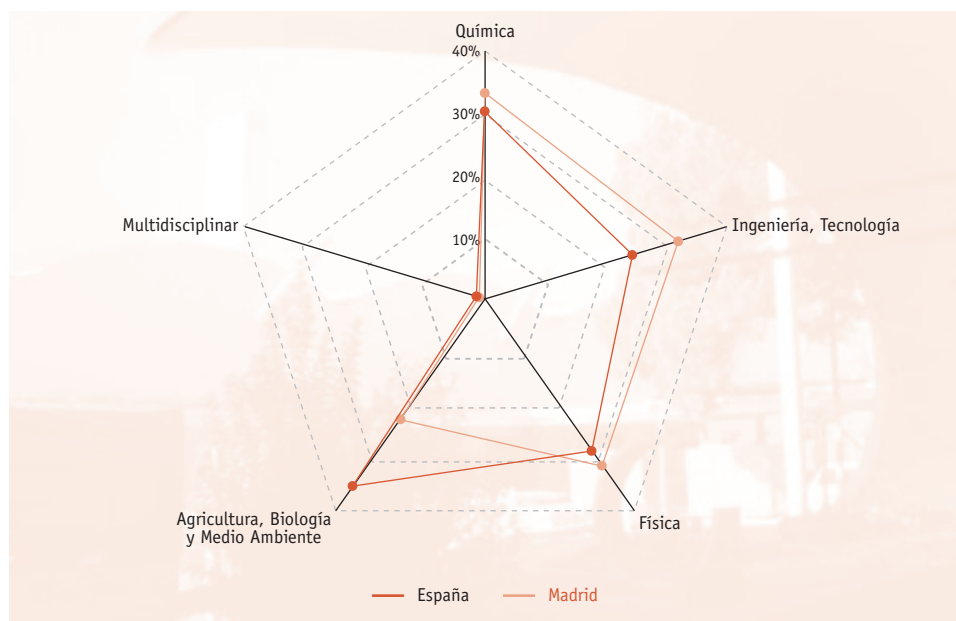 Química
40%
30%
20%
10%
Multidisciplinar
Ingeniería, Tecnología
Agricultura, Biología
y Medio Ambiente
Física
España
Madrid